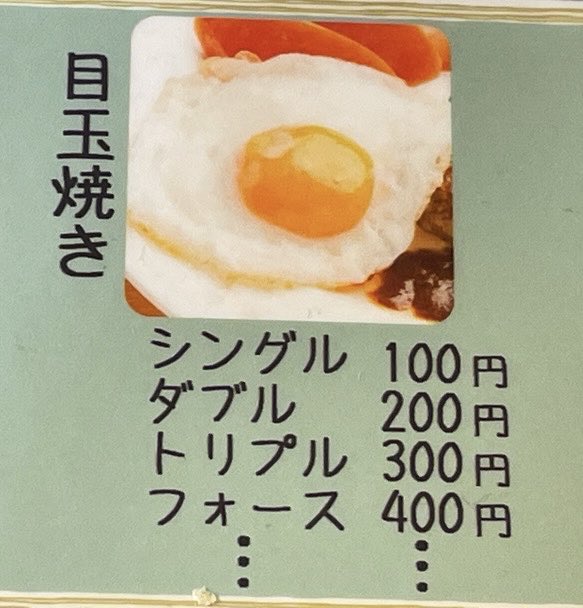 目玉焼き
シングル 100円
ダブル 200円
トリプル 300円
フォース 400円
⋮ ⋮